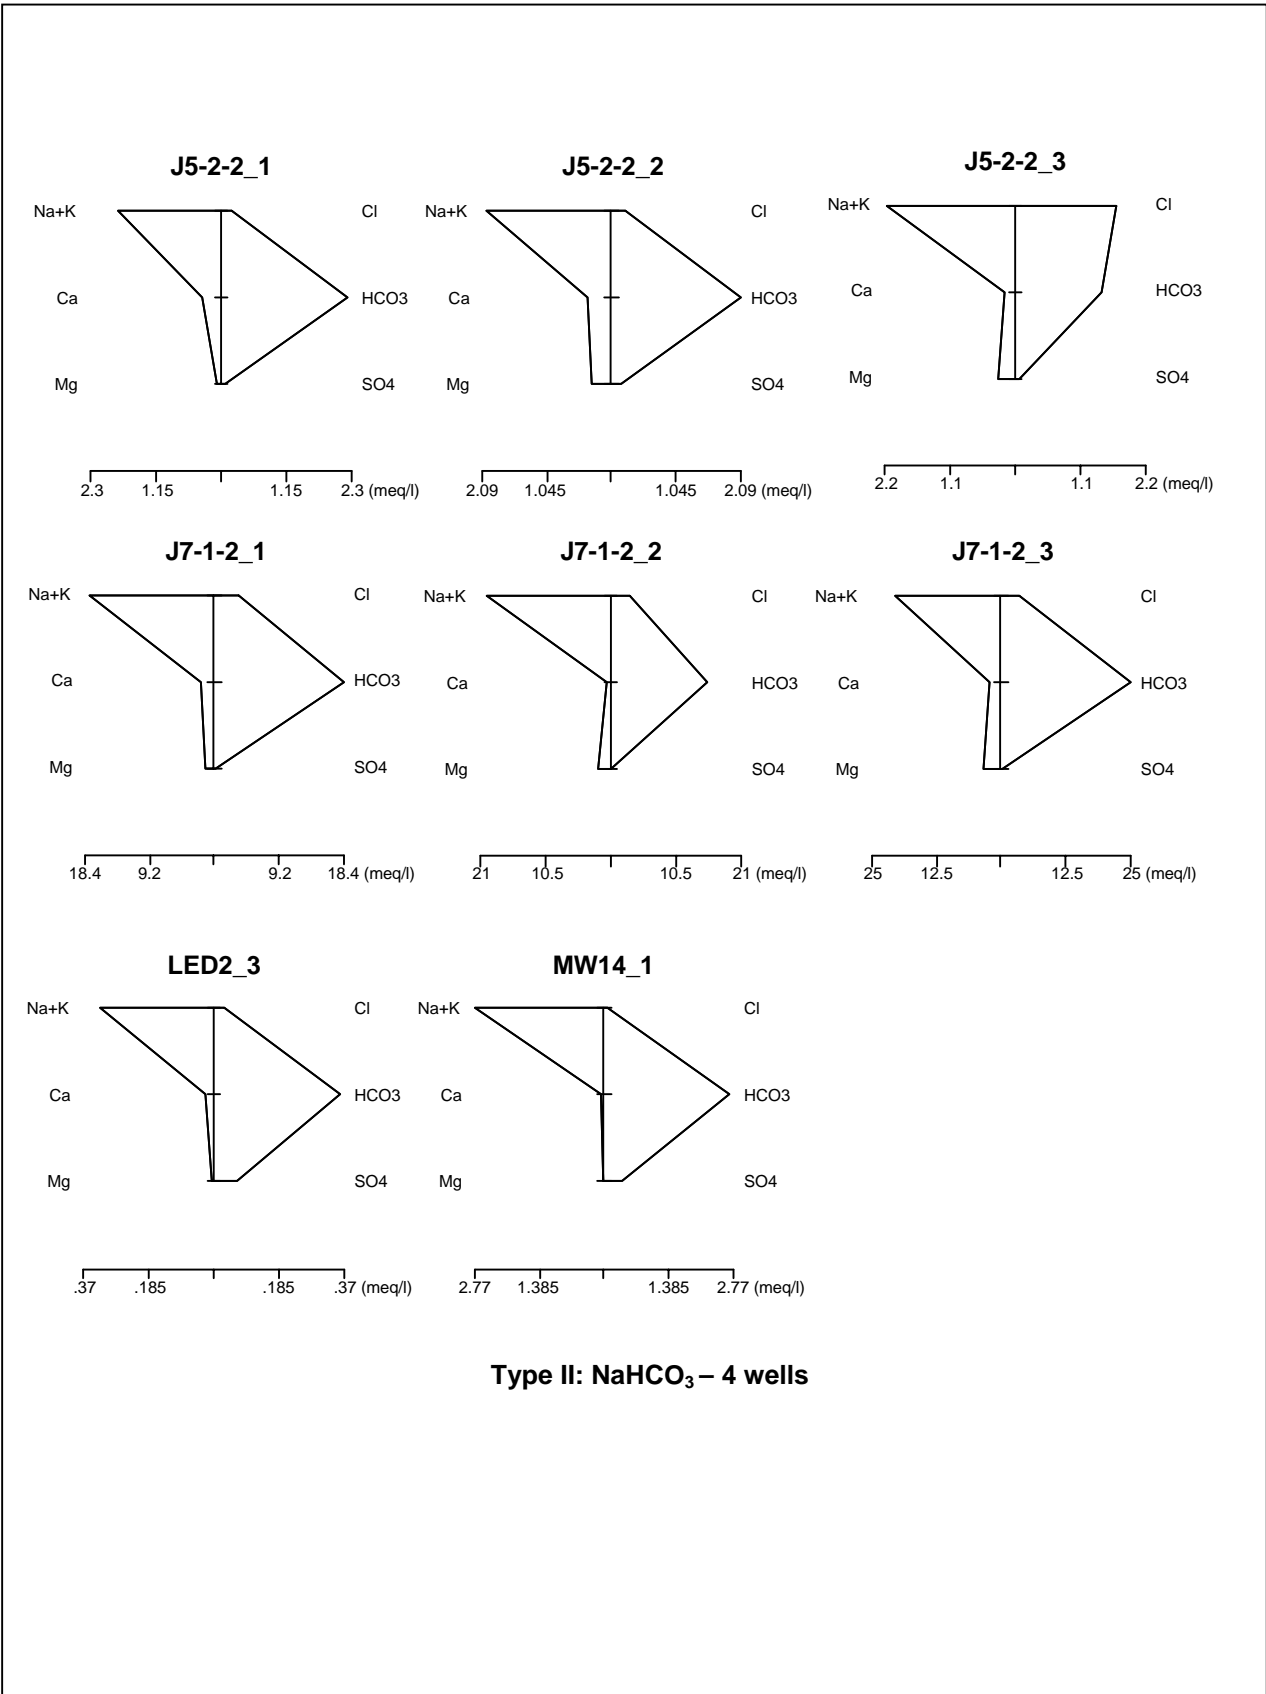 J5-2-2_1 J5-2-2_2 J5-2-2_3
Na+K Cl Na+K Cl Na+K Cl
Ca HCO3 Ca HCO3 Ca HCO3
Mg SO4 Mg SO4 Mg SO4
2.3 1.15 1.15 2.3 (meq/l) 2.09 1.045 1.045 2.09 (meq/l) 2.2 1.1 1.1 2.2 (meq/l)
J7-1-2_1 J7-1-2_2 J7-1-2_3
Na+K Cl Na+K Cl Na+K Cl
Ca HCO3 Ca HCO3 Ca HCO3
Mg SO4 Mg SO4 Mg SO4
18.4 9.2 9.2 18.4 (meq/l) 21 10.5 10.5 21 (meq/l) 25 12.5 12.5 25 (meq/l)
LED2_3 MW14_1
Na+K Cl Na+K Cl
Ca HCO3 Ca HCO3
Mg SO4 Mg SO4
.37 .185 .185 .37 (meq/l) 2.77 1.385 1.385 2.77 (meq/l)
Type II: NaHCO₃ – 4 wells